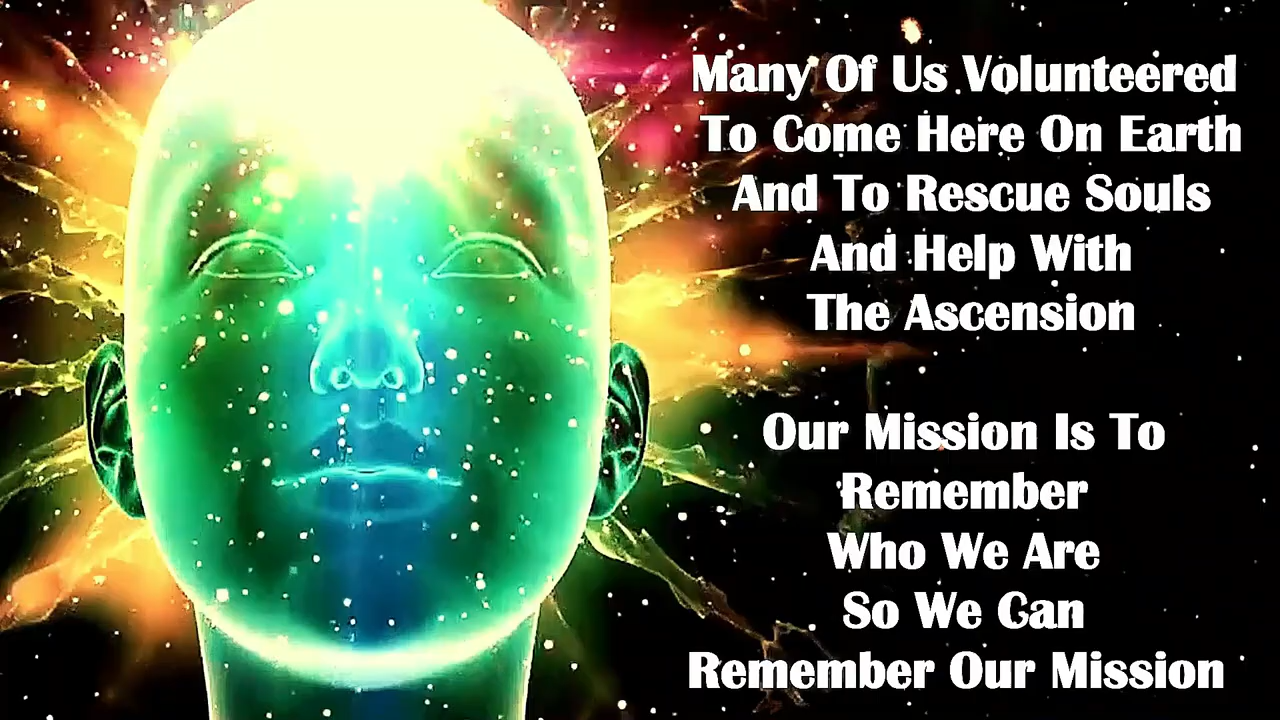 Many Of Us Volunteered
To Come Here On Earth
And To Rescue Souls
And Help With
The Ascension
Our Mission Is To
Remember
Who We Are
So We Can
Remember Our Mission